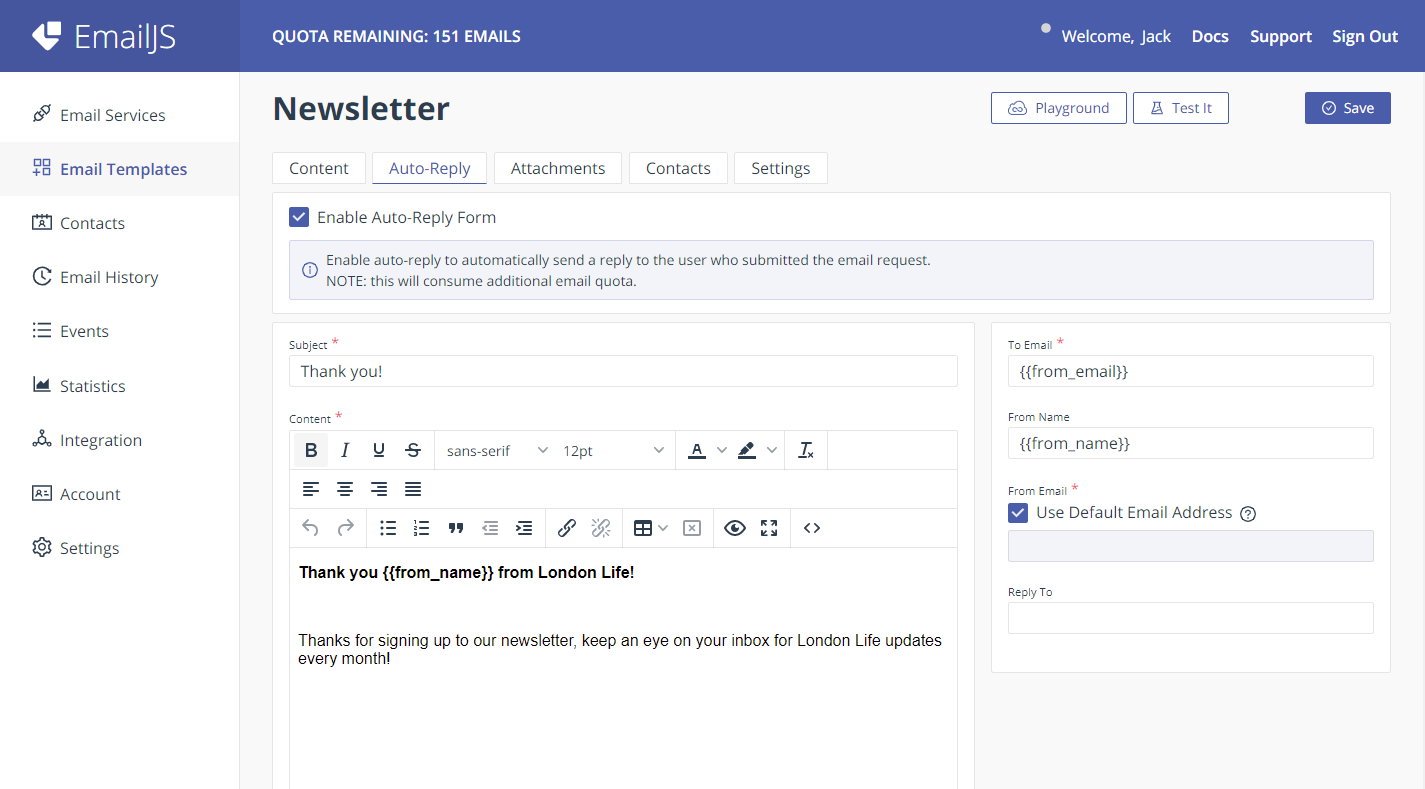 EmailJS
QUOTA REMAINING: 151 EMAILS
Welcome, Jack
Docs
Support
Sign Out
Email Services
Email Templates
Contacts
Email History
Events
Statistics
Integration
Account
Settings
Newsletter
Playground
Test It
Save
Content
Auto-Reply
Attachments
Contacts
Settings
Enable Auto-Reply Form
Enable auto-reply to automatically send a reply to the user who submitted the email request.
NOTE: this will consume additional email quota.
Subject *
Thank you!
Content *
B I U S sans-serif 12pt A
Thank you {{from_name}} from London Life!
Thanks for signing up to our newsletter, keep an eye on your inbox for London Life updates
every month!
To Email *
{{from_email}}
From Name
{{from_name}}
From Email *
Use Default Email Address
Reply To